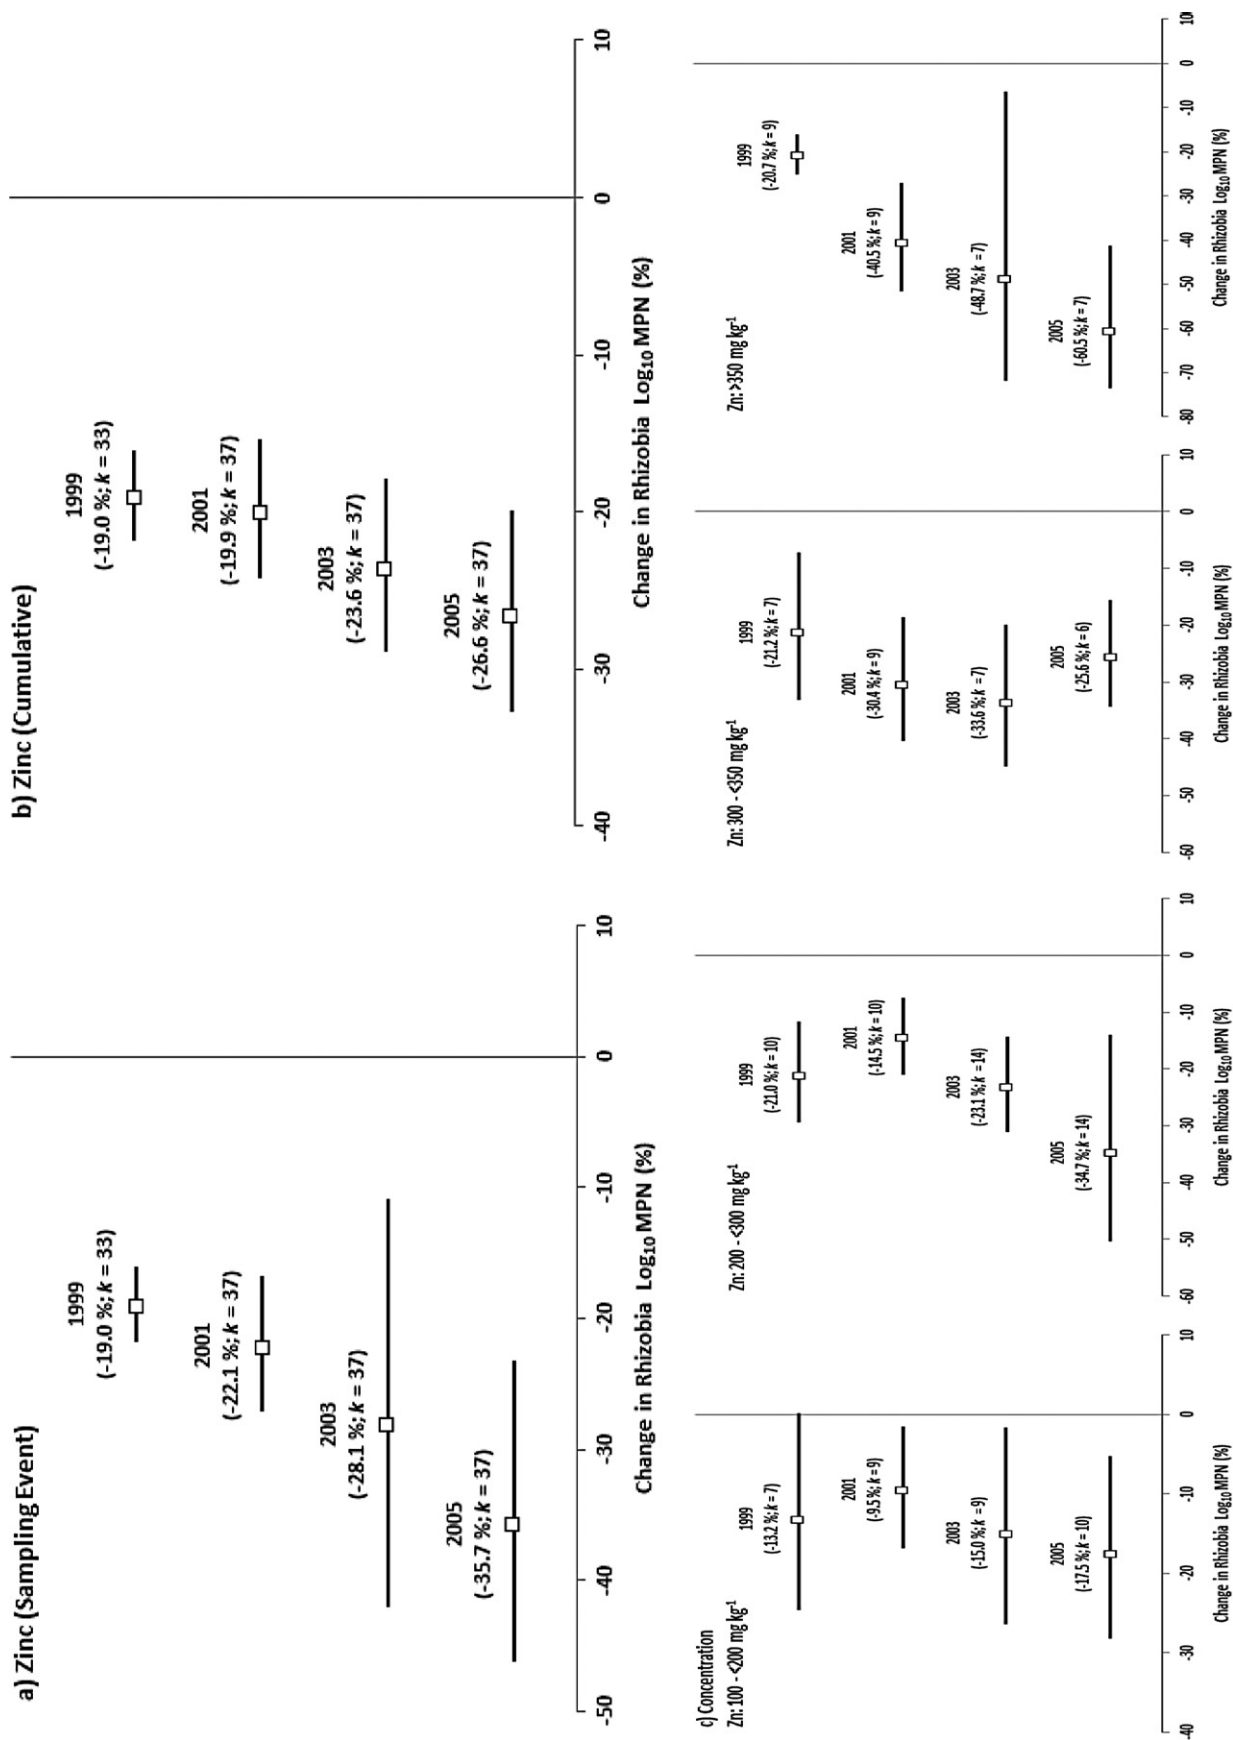 a) Zinc (Sampling Event)
1999
(-19.0 %; k = 33)
2001
(-22.1 %; k = 37)
2003
(-28.1 %; k = 37)
2005
(-35.7 %; k = 37)
-50 -40 -30 -20 -10 0 10
Change in Rhizobia Log10 MPN (%)
b) Zinc (Cumulative)
1999
(-19.0 %; k = 33)
2001
(-19.9 %; k = 37)
2003
(-23.6 %; k = 37)
2005
(-26.6 %; k = 37)
-40 -30 -20 -10 0 10
Change in Rhizobia Log10 MPN (%)
c) Concentration
Zn: 100 - <200 mg kg-1
1999
(-13.2 %; k = 7)
2001
(-9.5 %; k = 9)
2003
(-15.0 %; k = 9)
2005
(-17.5 %; k = 10)
-40 -30 -20 -10 0 10
Change in Rhizobia Log10 MPN (%)
Zn: 200 - <300 mg kg-1
1999
(-21.0 %; k = 10)
2001
(-14.5 %; k = 10)
2003
(-23.1 %; k = 14)
2005
(-34.7 %; k = 14)
-60 -50 -40 -30 -20 -10 0 10
Change in Rhizobia Log10 MPN (%)
Zn: 300 - <350 mg kg-1
1999
(-21.2 %; k = 7)
2001
(-30.4 %; k = 9)
2003
(-33.6 %; k = 7)
2005
(-25.6 %; k = 6)
-60 -50 -40 -30 -20 -10 0 10
Change in Rhizobia Log10 MPN (%)
Zn: >350 mg kg-1
1999
(-20.7 %; k = 9)
2001
(-40.5 %; k = 9)
2003
(-48.7 %; k = 7)
2005
(-60.5 %; k = 7)
-80 -70 -60 -50 -40 -30 -20 -10 0 10
Change in Rhizobia Log10 MPN (%)